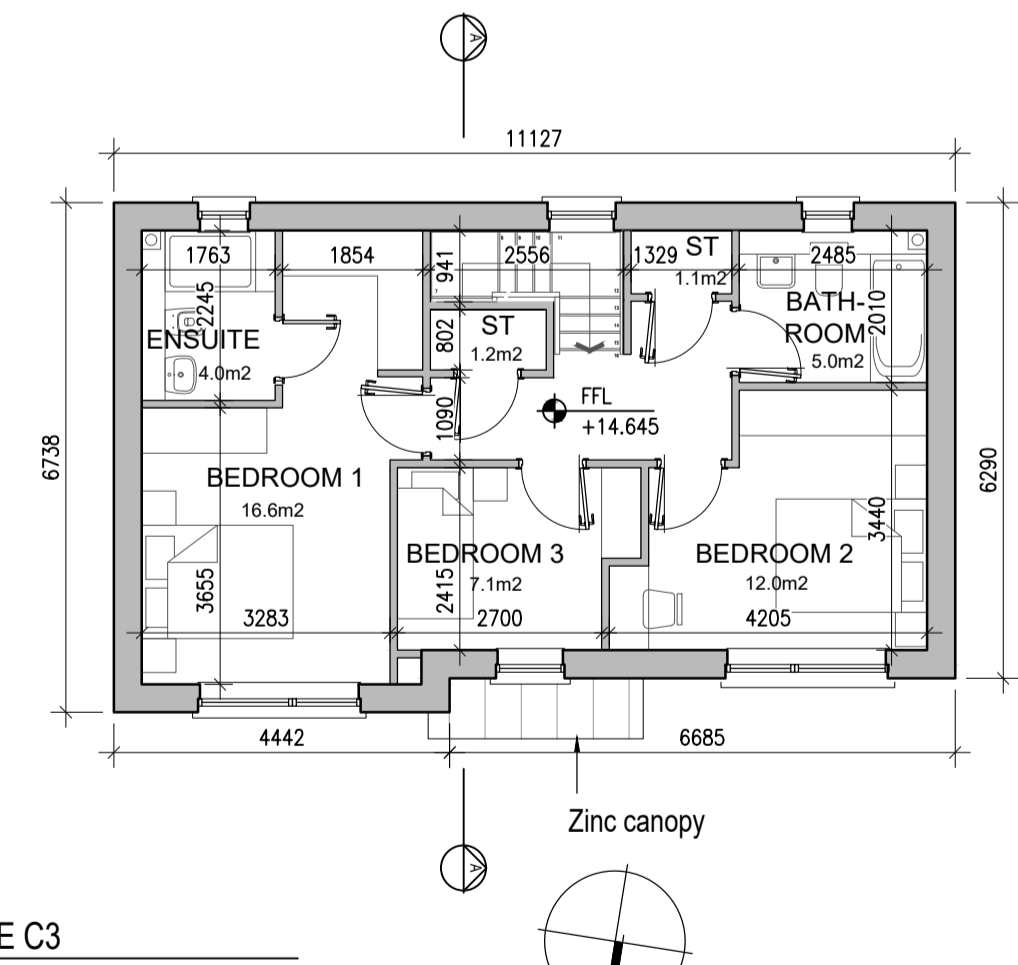 A
11127
1763
1854
941
2556
1329
ST
1.1m2
2485
2245
802
ST
1.2m2
BATH-
ROOM
5.0m2
2010
ENSUITE
4.0m2
1090
FFL
+14.645
6738
6290
BEDROOM 1
16.6m2
3655
3283
BEDROOM 3
7.1m2
2415
2700
BEDROOM 2
12.0m2
3440
4205
4442
6685
Zinc canopy
A
E C3